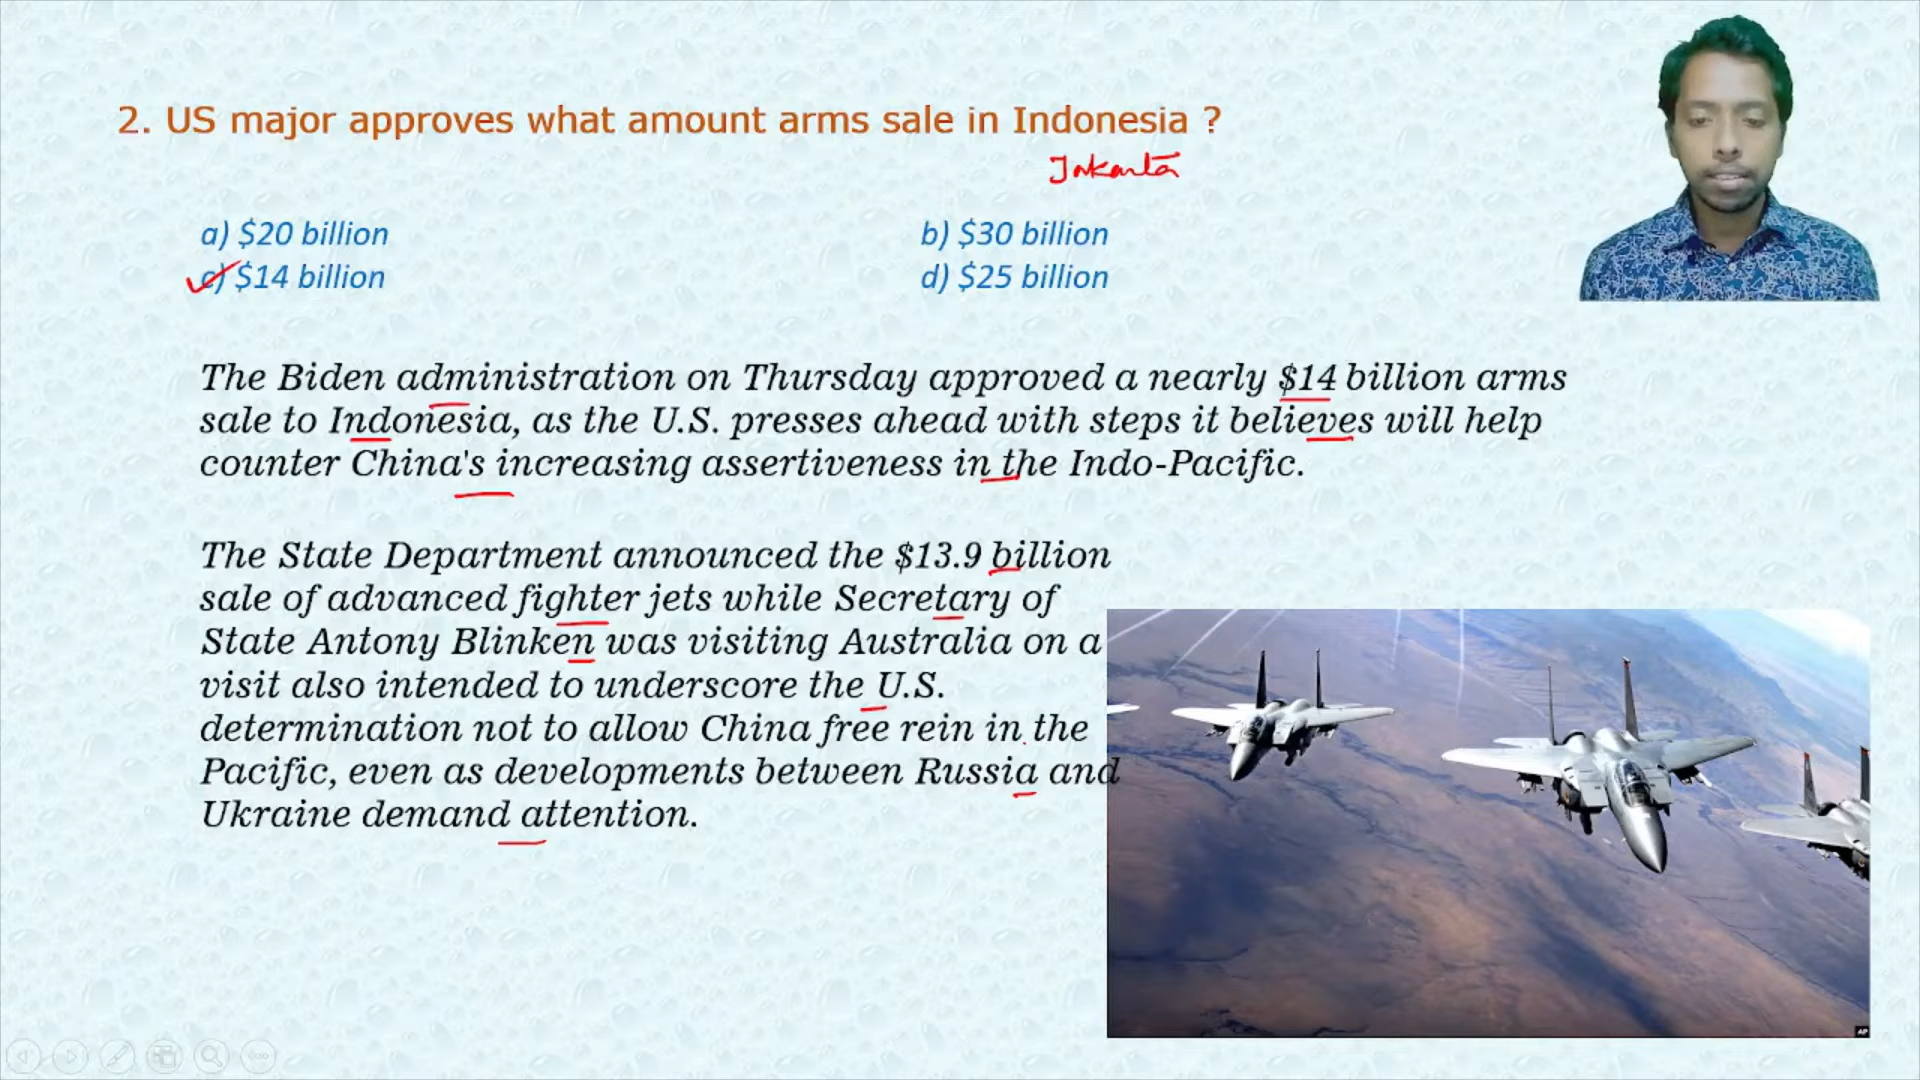 2. US major approves what amount arms sale in Indonesia ?
Jakarta
a) $20 billion
b) $30 billion
c) $14 billion
d) $25 billion
The Biden administration on Thursday approved a nearly $14 billion arms
sale to Indonesia, as the U.S. presses ahead with steps it believes will help
counter China's increasing assertiveness in the Indo-Pacific.
The State Department announced the $13.9 billion
sale of advanced fighter jets while Secretary of
State Antony Blinken was visiting Australia on a
visit also intended to underscore the U.S.
determination not to allow China free rein in the
Pacific, even as developments between Russia and
Ukraine demand attention.
AP